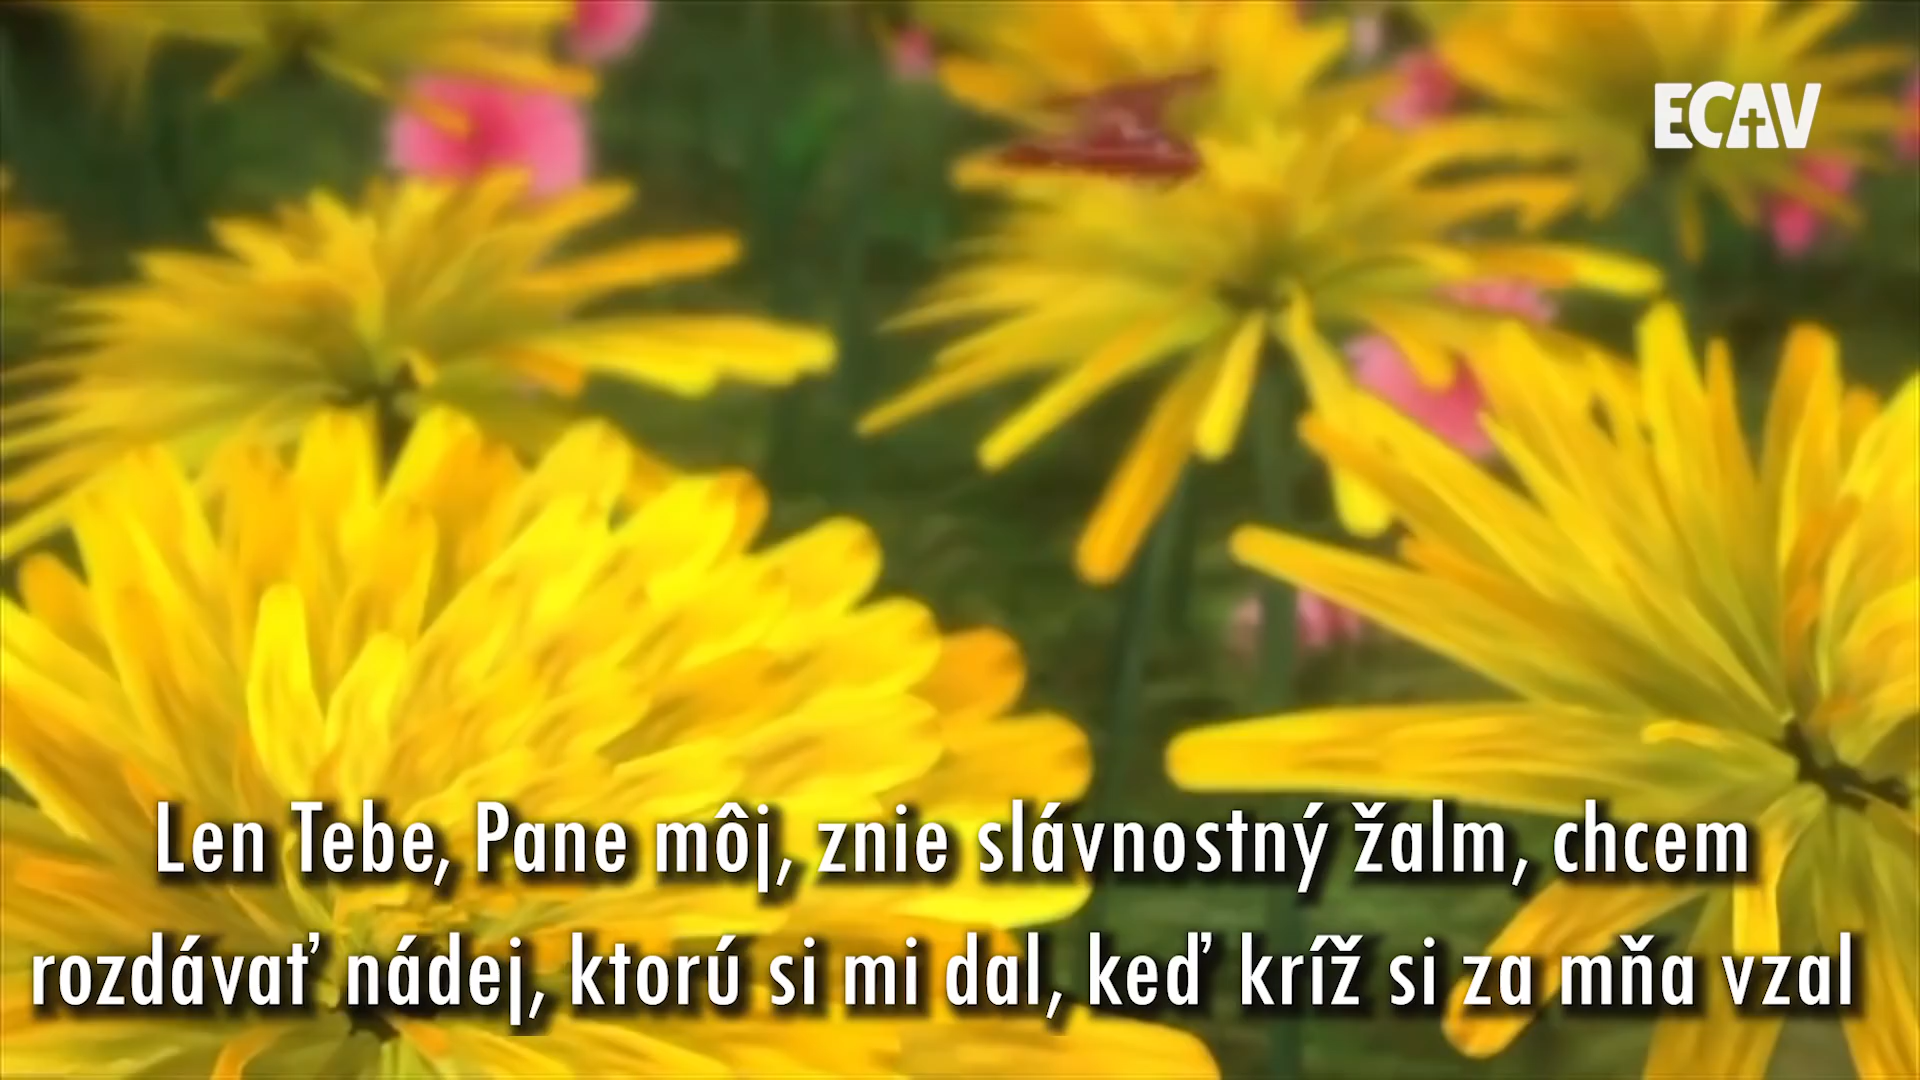 ECAV
Len Tebe, Pane môj, znie slávnostný žalm, chcem
rozdávať nádej, ktorú si mi dal, keď kríž si za mňa vzal